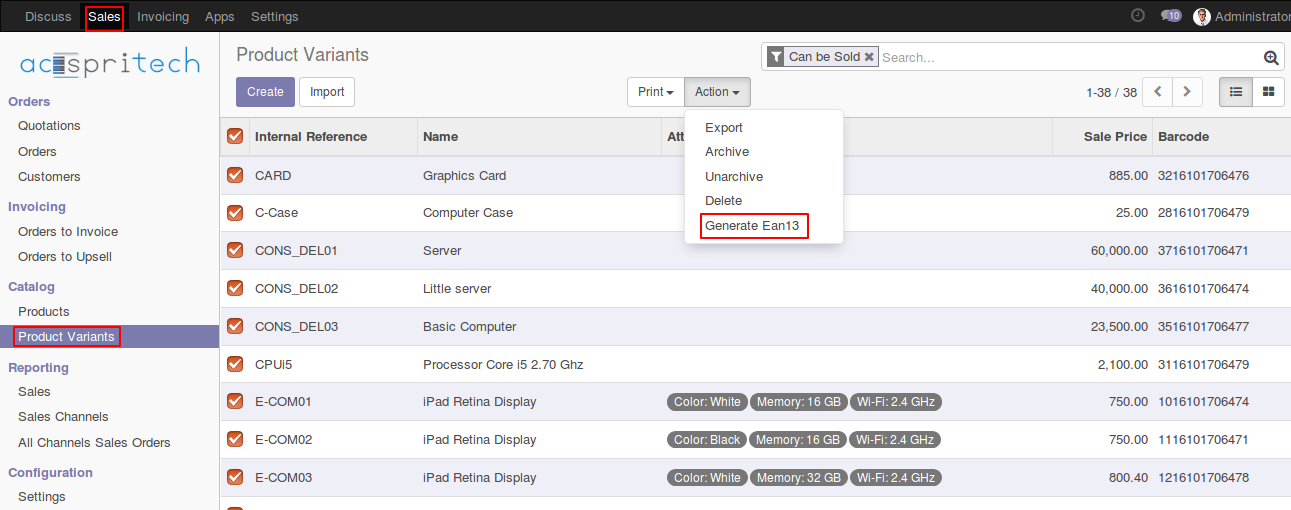 Discuss Sales Invoicing Apps Settings 10 Administrator
acespritech
Orders
Quotations
Orders
Customers
Invoicing
Orders to Invoice
Orders to Upsell
Catalog
Products
Product Variants
Reporting
Sales
Sales Channels
All Channels Sales Orders
Configuration
Settings
Product Variants
Can be Sold Search...
Create Import
Print Action
1-38 / 38
Export
Archive
Unarchive
Delete
Generate Ean13
Internal Reference Name Att Sale Price Barcode
CARD Graphics Card 885.00 3216101706476
C-Case Computer Case 25.00 2816101706479
CONS_DEL01 Server 60,000.00 3716101706471
CONS_DEL02 Little server 40,000.00 3616101706474
CONS_DEL03 Basic Computer 23,500.00 3516101706477
CPUi5 Processor Core i5 2.70 Ghz 2,100.00 3116101706479
E-COM01 iPad Retina Display Color: White Memory: 16 GB Wi-Fi: 2.4 GHz 750.00 1016101706474
E-COM02 iPad Retina Display Color: Black Memory: 16 GB Wi-Fi: 2.4 GHz 750.00 1116101706471
E-COM03 iPad Retina Display Color: White Memory: 32 GB Wi-Fi: 2.4 GHz 800.40 1216101706478